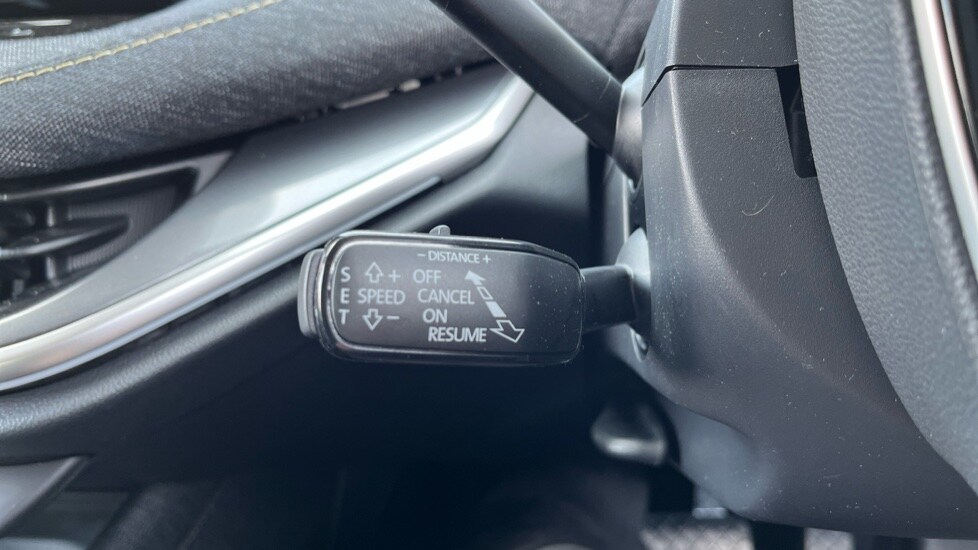 − DISTANCE +
S + OFF
E SPEED CANCEL
T − ON
RESUME